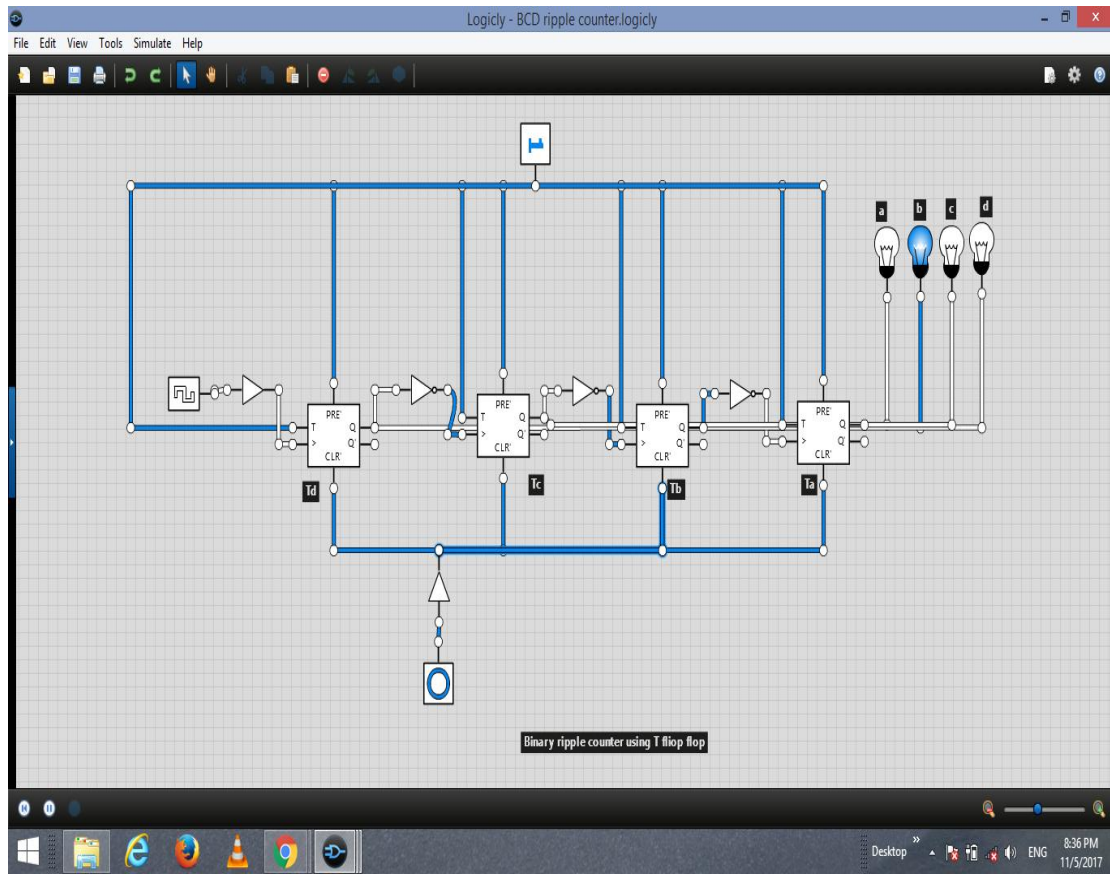 Logicly - BCD ripple counter.logicly
File Edit View Tools Simulate Help
1
a b c d
PRE' T Q > Q' CLR'
PRE' T Q > Q' CLR'
PRE' T Q > Q' CLR'
PRE' T Q > Q' CLR'
Td Tc Tb Ta
Binary ripple counter using T fliop flop
Desktop ENG 8:36 PM
11/5/2017